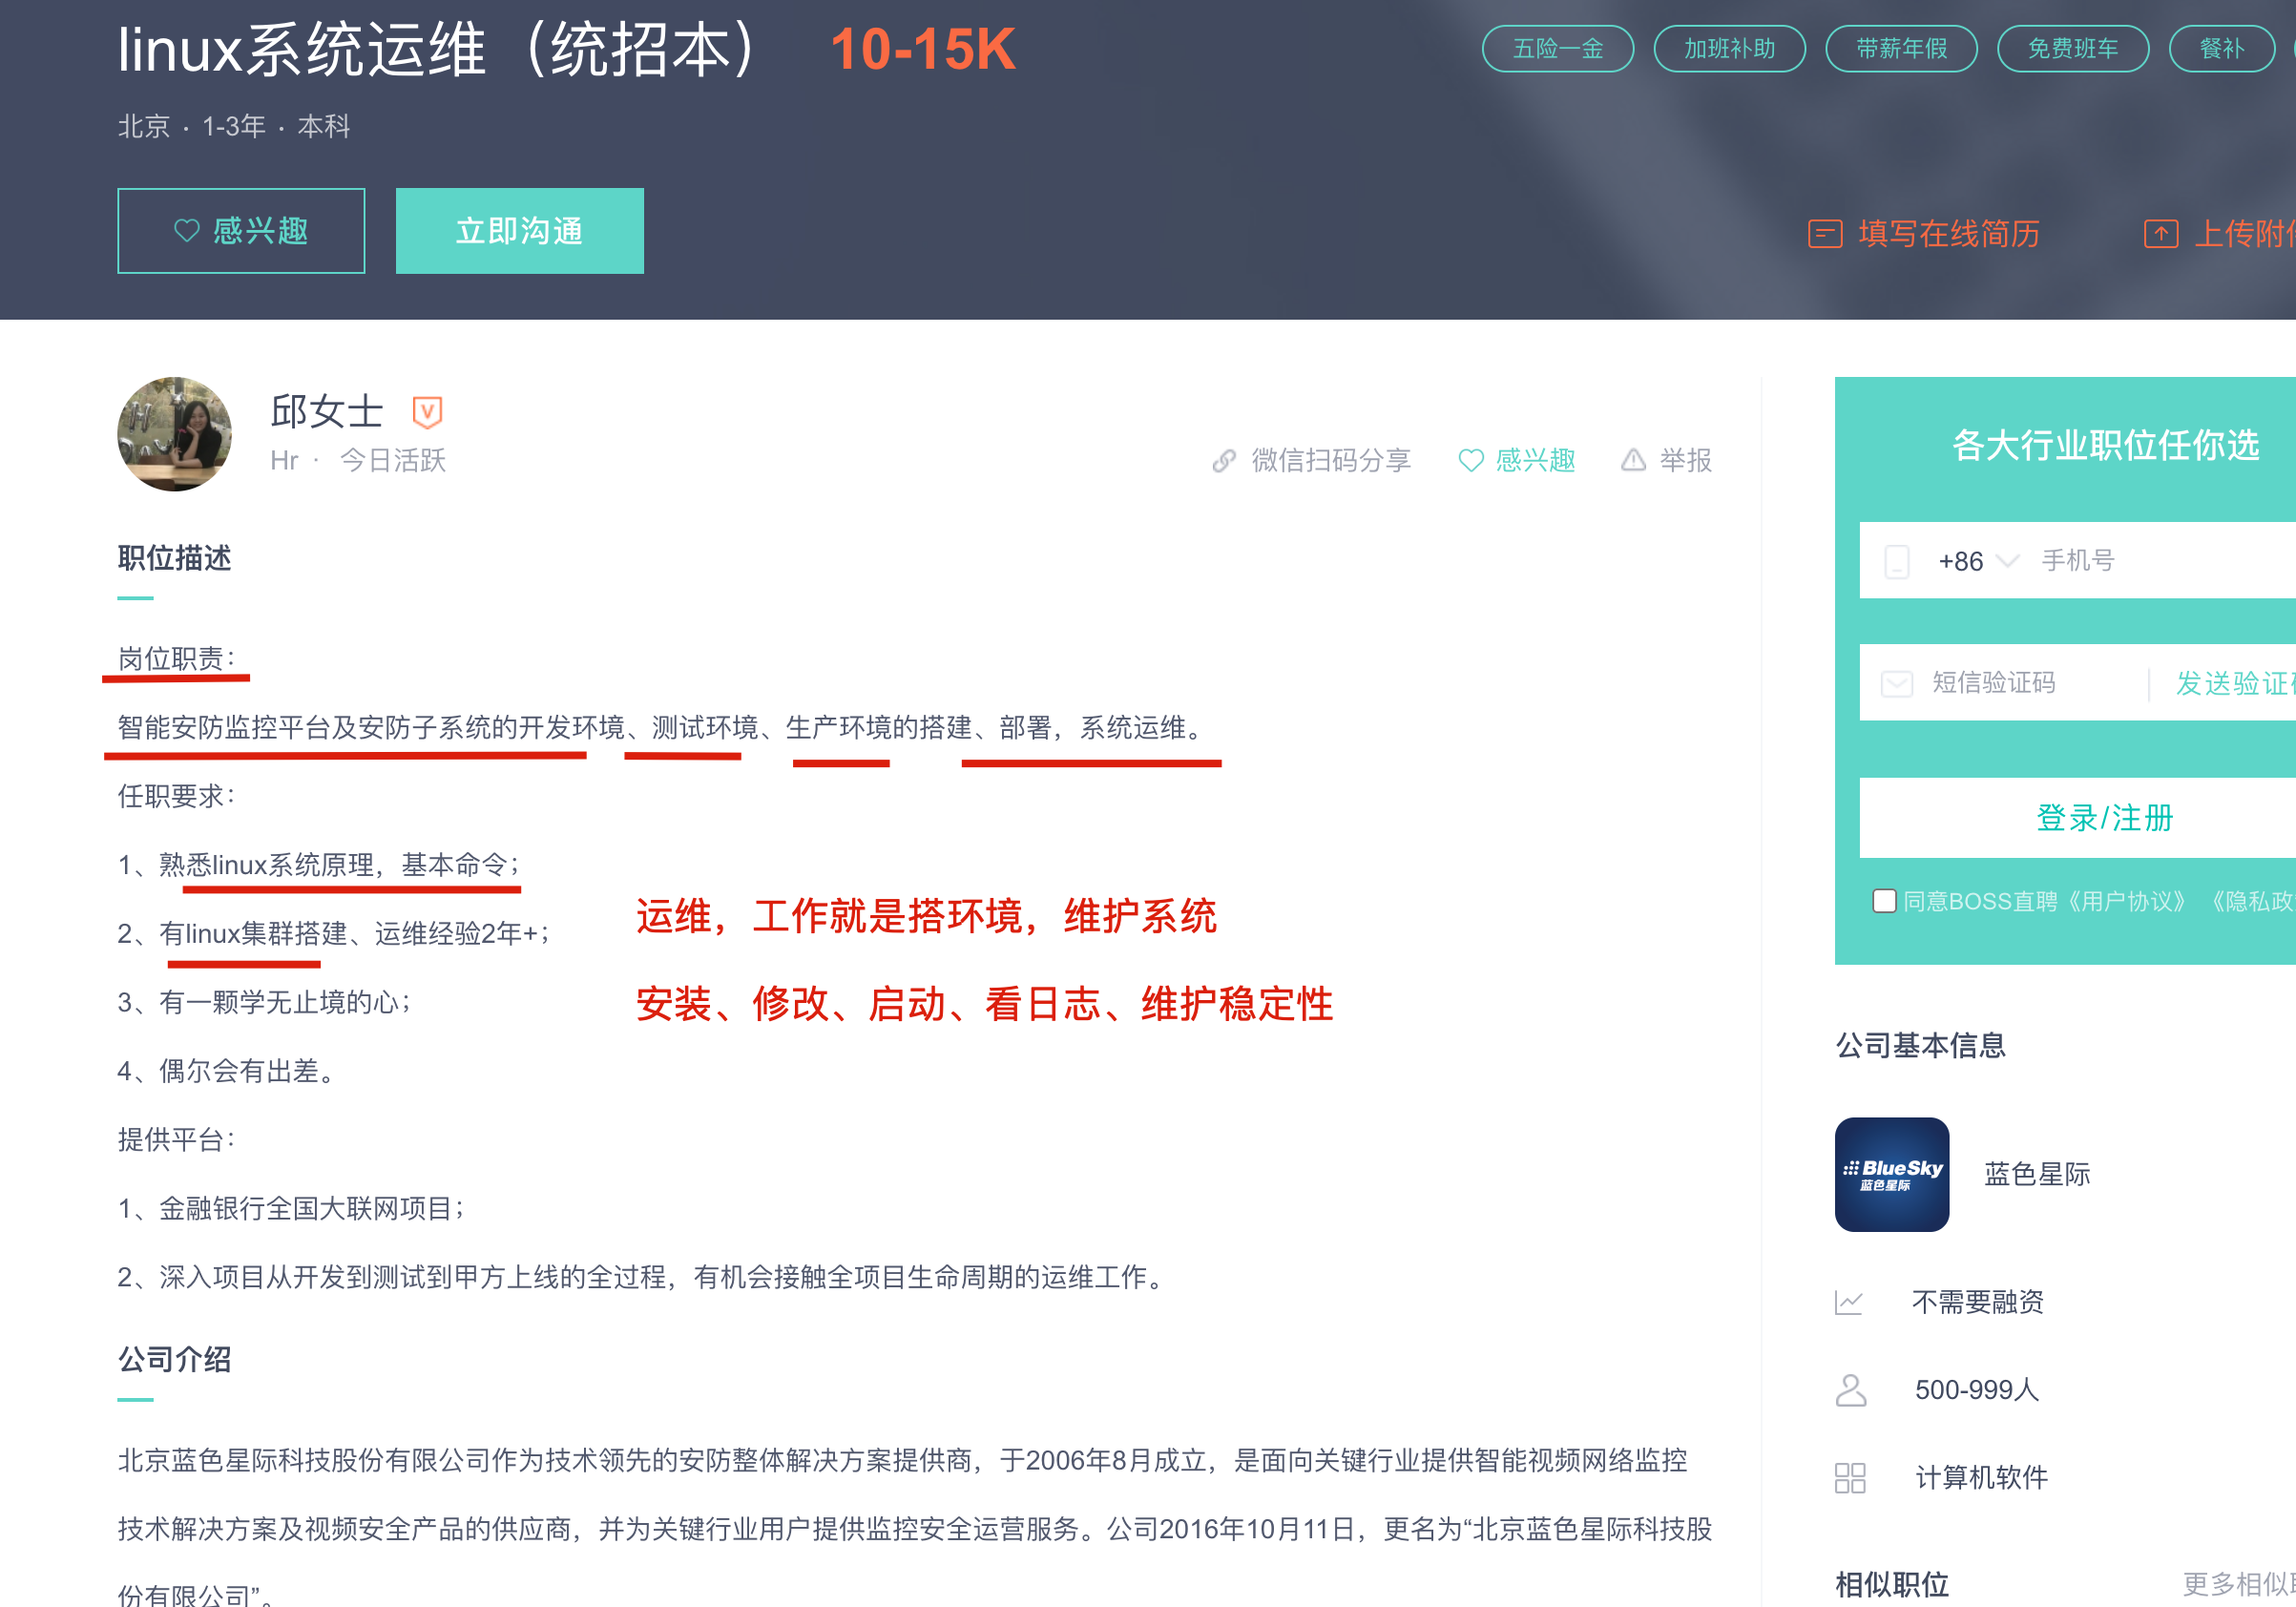 linux系统运维（统招本） 10-15K
五险一金 加班补助 带薪年假 免费班车 餐补
北京 · 1-3年 · 本科
感兴趣 立即沟通
填写在线简历 上传附
邱女士
Hr · 今日活跃
微信扫码分享 感兴趣 举报
职位描述
岗位职责：
智能安防监控平台及安防子系统的开发环境、测试环境、生产环境的搭建、部署，系统运维。
任职要求：
1、熟悉linux系统原理，基本命令；
2、有linux集群搭建、运维经验2年+；
3、有一颗学无止境的心；
4、偶尔会有出差。
运维，工作就是搭环境，维护系统
安装、修改、启动、看日志、维护稳定性
提供平台：
1、金融银行全国大联网项目；
2、深入项目从开发到测试到甲方上线的全过程，有机会接触全项目生命周期的运维工作。
公司介绍
北京蓝色星际科技股份有限公司作为技术领先的安防整体解决方案提供商，于2006年8月成立，是面向关键行业提供智能视频网络监控
技术解决方案及视频安全产品的供应商，并为关键行业用户提供监控安全运营服务。公司2016年10月11日，更名为“北京蓝色星际科技股
份有限公司”。
各大行业职位任你选
+86 手机号
短信验证码 发送验证
登录/注册
同意BOSS直聘《用户协议》《隐私政
公司基本信息
BlueSky
蓝色星际
蓝色星际
不需要融资
500-999人
计算机软件
相似职位 更多相似